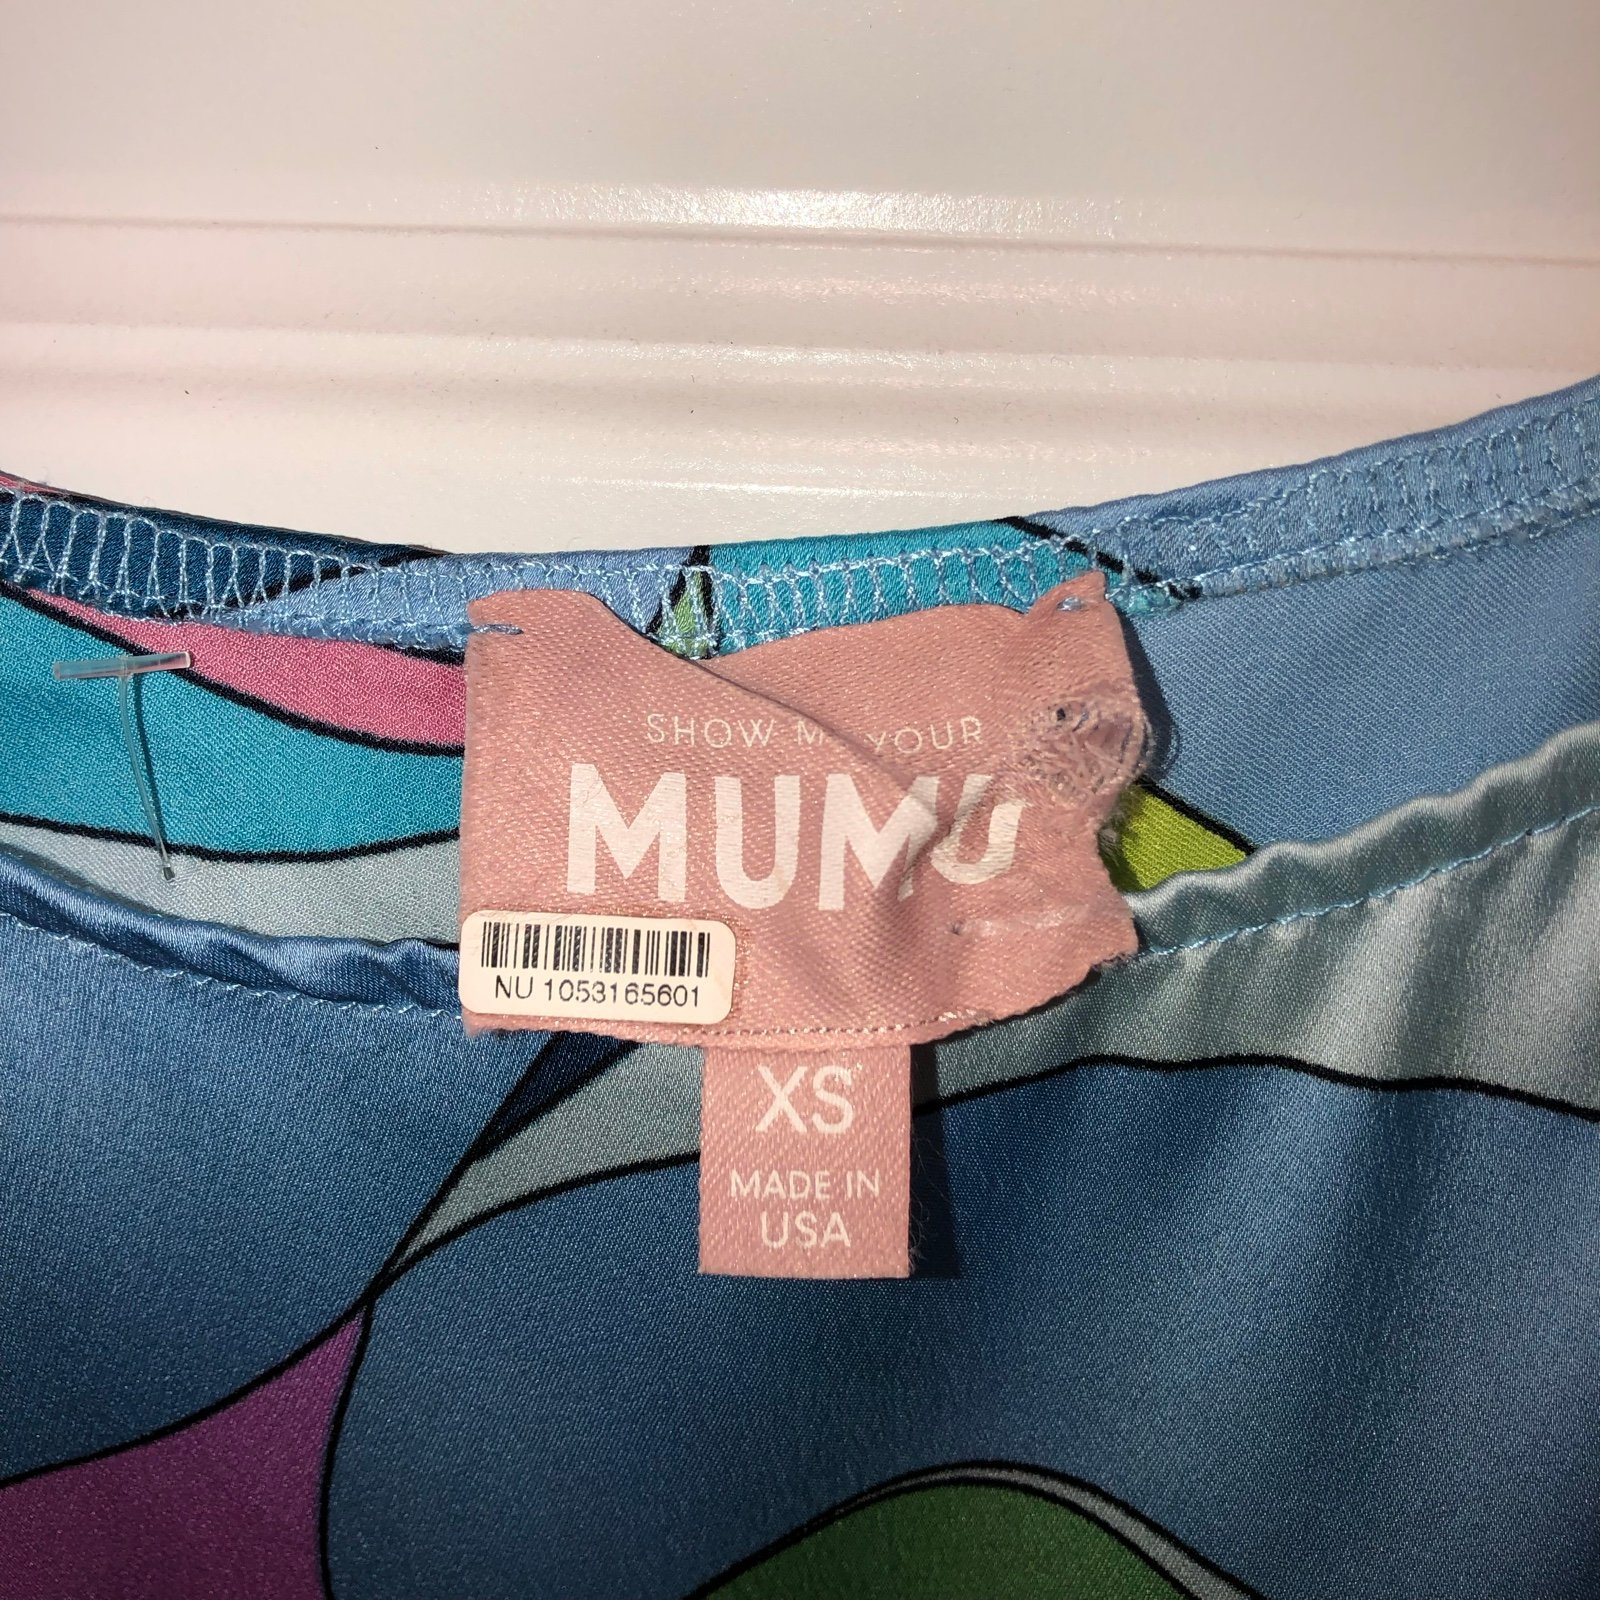 SHOW ME YOUR
MUMU
NU 1053165601
XS
MADE IN
USA